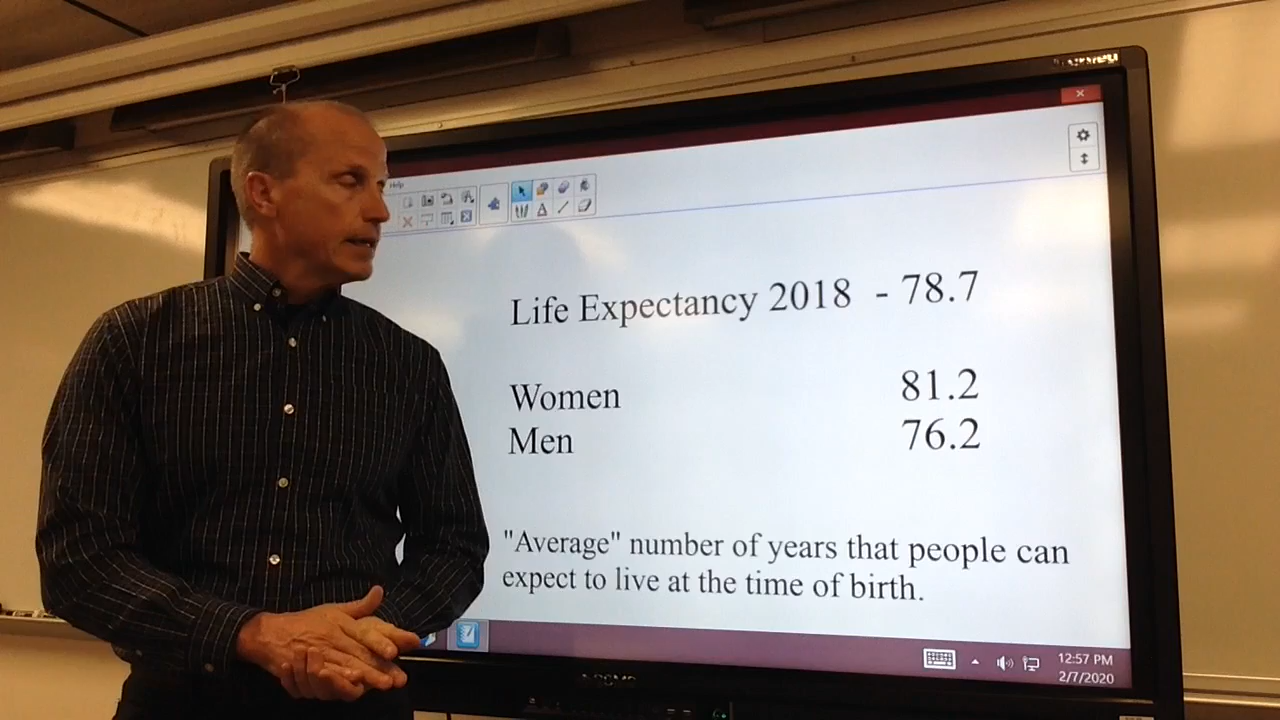 Help
Life Expectancy 2018 - 78.7
Women 81.2
Men 76.2
"Average" number of years that people can
expect to live at the time of birth.
12:57 PM
2/7/2020